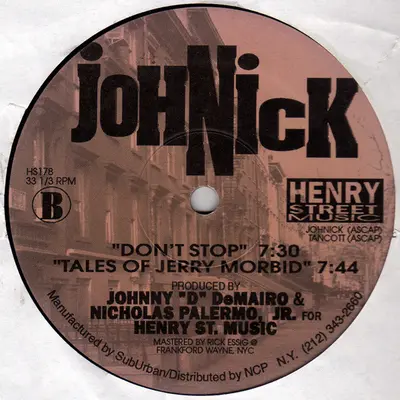 JOHNICK
HS178
33 1/3 RPM
B
HENRY
STREET
MUSIC
JOHNICK (ASCAP)
TANCOTT (ASCAP)
"DON'T STOP" 7:30
"TALES OF JERRY MORBID" 7:44
PRODUCED BY
JOHNNY "D" DeMAIRO &
NICHOLAS PALERMO, JR. FOR
HENRY ST. MUSIC
MASTERED BY RICK ESSIG @
FRANKFORD WAYNE, NYC
Manufactured by SubUrban/Distributed by NCP N.Y. (212) 343-2660